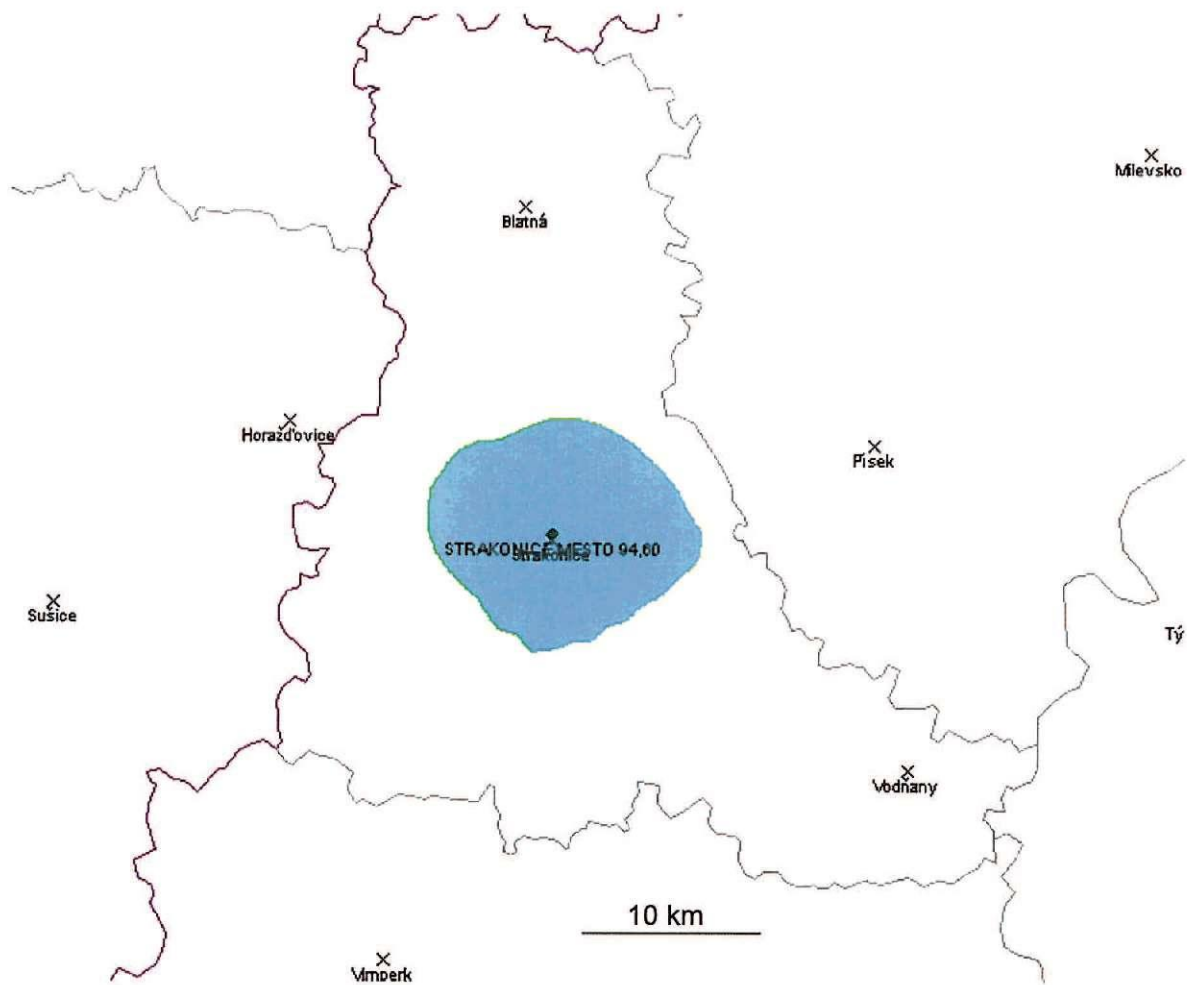 Milevsko
Blatná
Horažďovice
Písek
STRAKONICE MESTO 94,60
Strakonice
Sušice
Tý
Vodňany
10 km
Vimperk